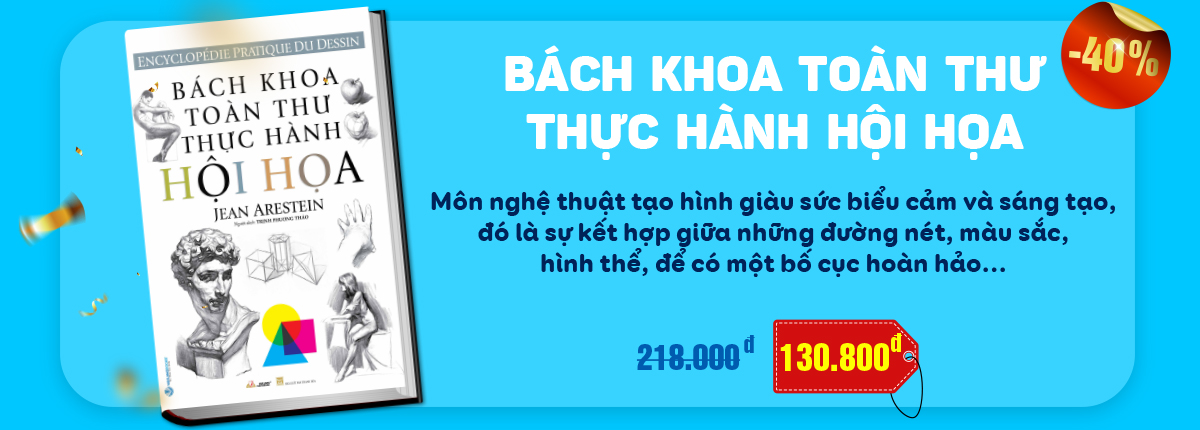 ENCYCLOPÉDIE PRATIQUE DU DESSIN
BÁCH KHOA
TOÀN THƯ
THỰC HÀNH
HỘI HỌA
JEAN ARESTEIN
Người dịch: TRỊNH PHƯƠNG THẢO
BÁCH KHOA TOÀN THƯ
THỰC HÀNH HỘI HỌA
-40%
Môn nghệ thuật tạo hình giàu sức biểu cảm và sáng tạo,
đó là sự kết hợp giữa những đường nét, màu sắc,
hình thể, để có một bố cục hoàn hảo...
218.000đ
130.800đ